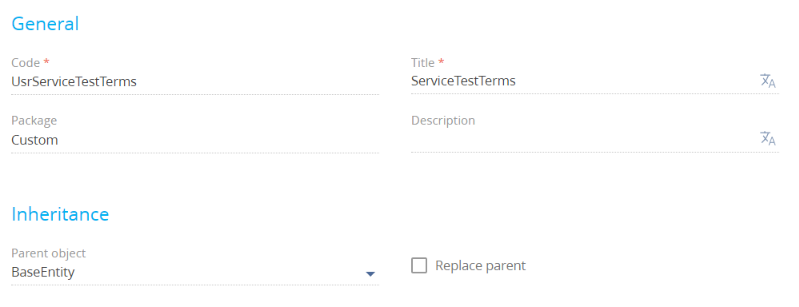 General
Code *
Title *
UsrServiceTestTerms
ServiceTestTerms
Package
Description
Custom
Inheritance
Parent object
BaseEntity
Replace parent